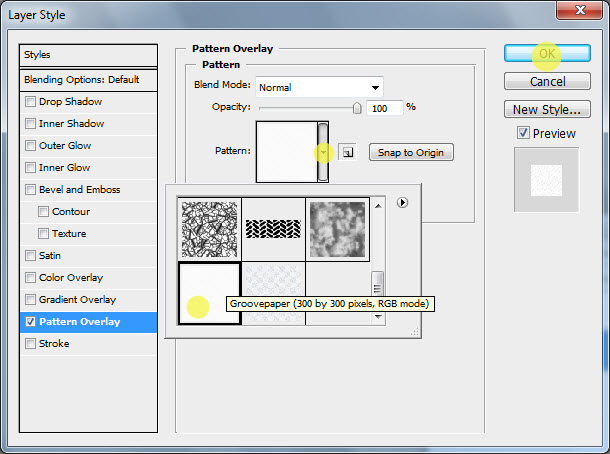 Layer Style
Styles
Blending Options: Default
Drop Shadow
Inner Shadow
Outer Glow
Inner Glow
Bevel and Emboss
Contour
Texture
Satin
Color Overlay
Gradient Overlay
Pattern Overlay
Stroke
Pattern Overlay
Pattern
Blend Mode: Normal
Opacity: 100 %
Pattern: Snap to Origin
Groovepaper (300 by 300 pixels, RGB mode)
OK
Cancel
New Style...
Preview